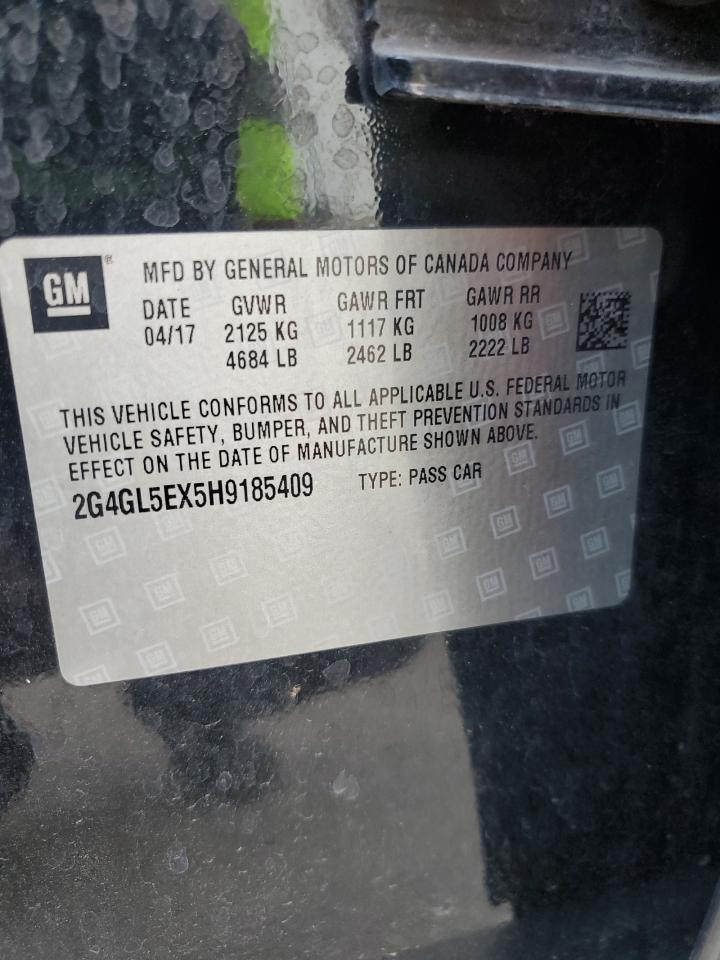 GM ®
MFD BY GENERAL MOTORS OF CANADA COMPANY
DATE GVWR GAWR FRT GAWR RR
04/17 2125 KG 1117 KG 1008 KG
4684 LB 2462 LB 2222 LB
THIS VEHICLE CONFORMS TO ALL APPLICABLE U.S. FEDERAL MOTOR
VEHICLE SAFETY, BUMPER, AND THEFT PREVENTION STANDARDS IN
EFFECT ON THE DATE OF MANUFACTURE SHOWN ABOVE.
2G4GL5EX5H9185409 TYPE: PASS CAR